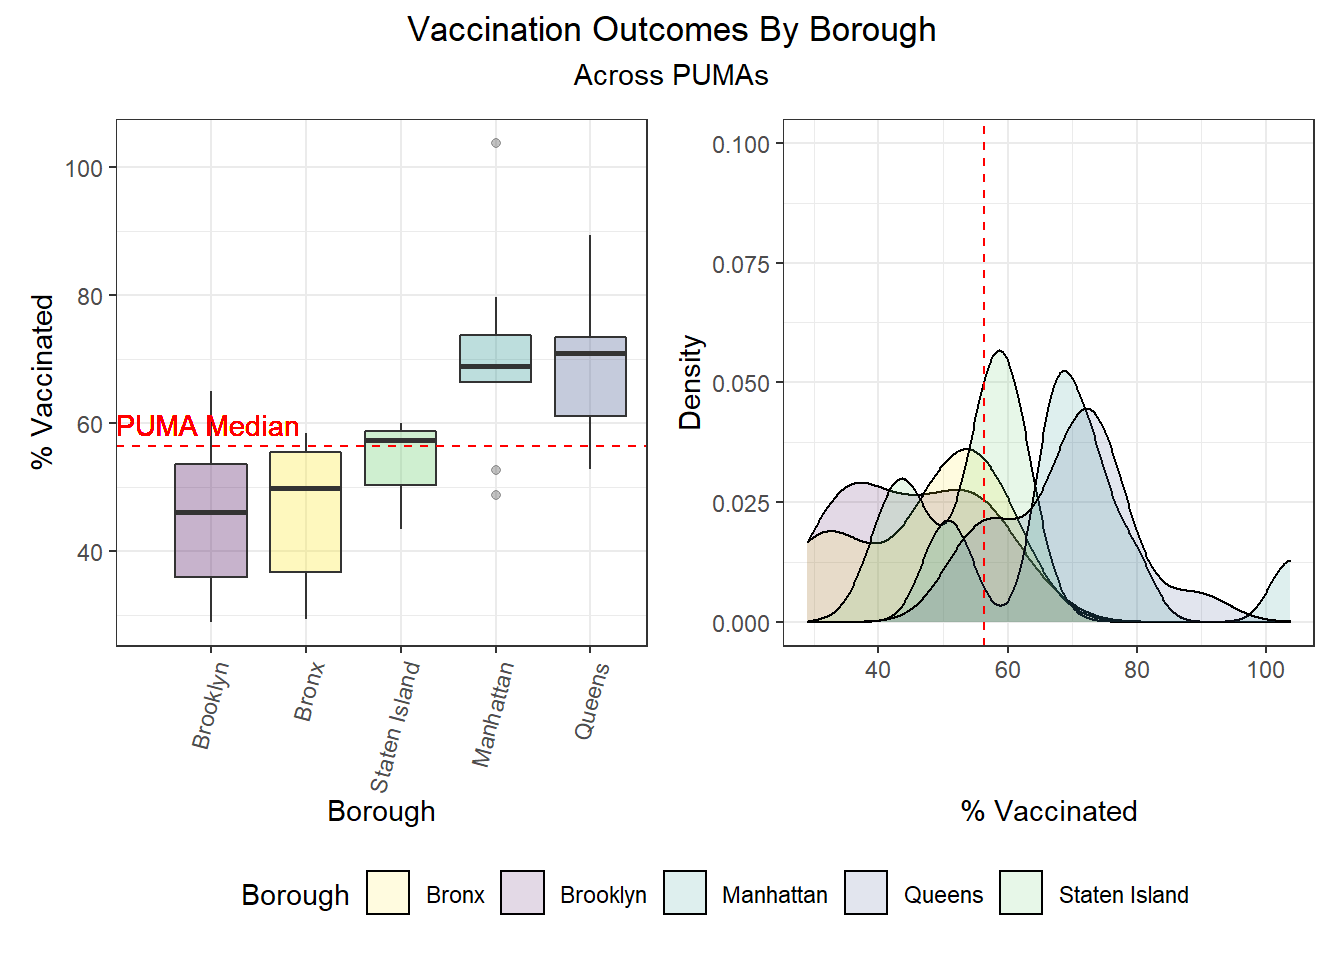 Vaccination Outcomes By Borough
Across PUMAs
% Vaccinated
100
80
60
40
PUMA Median
Brooklyn
Bronx
Staten Island
Manhattan
Queens
Borough
Density
0.100
0.075
0.050
0.025
0.000
40 60 80 100
% Vaccinated
Borough Bronx Brooklyn Manhattan Queens Staten Island